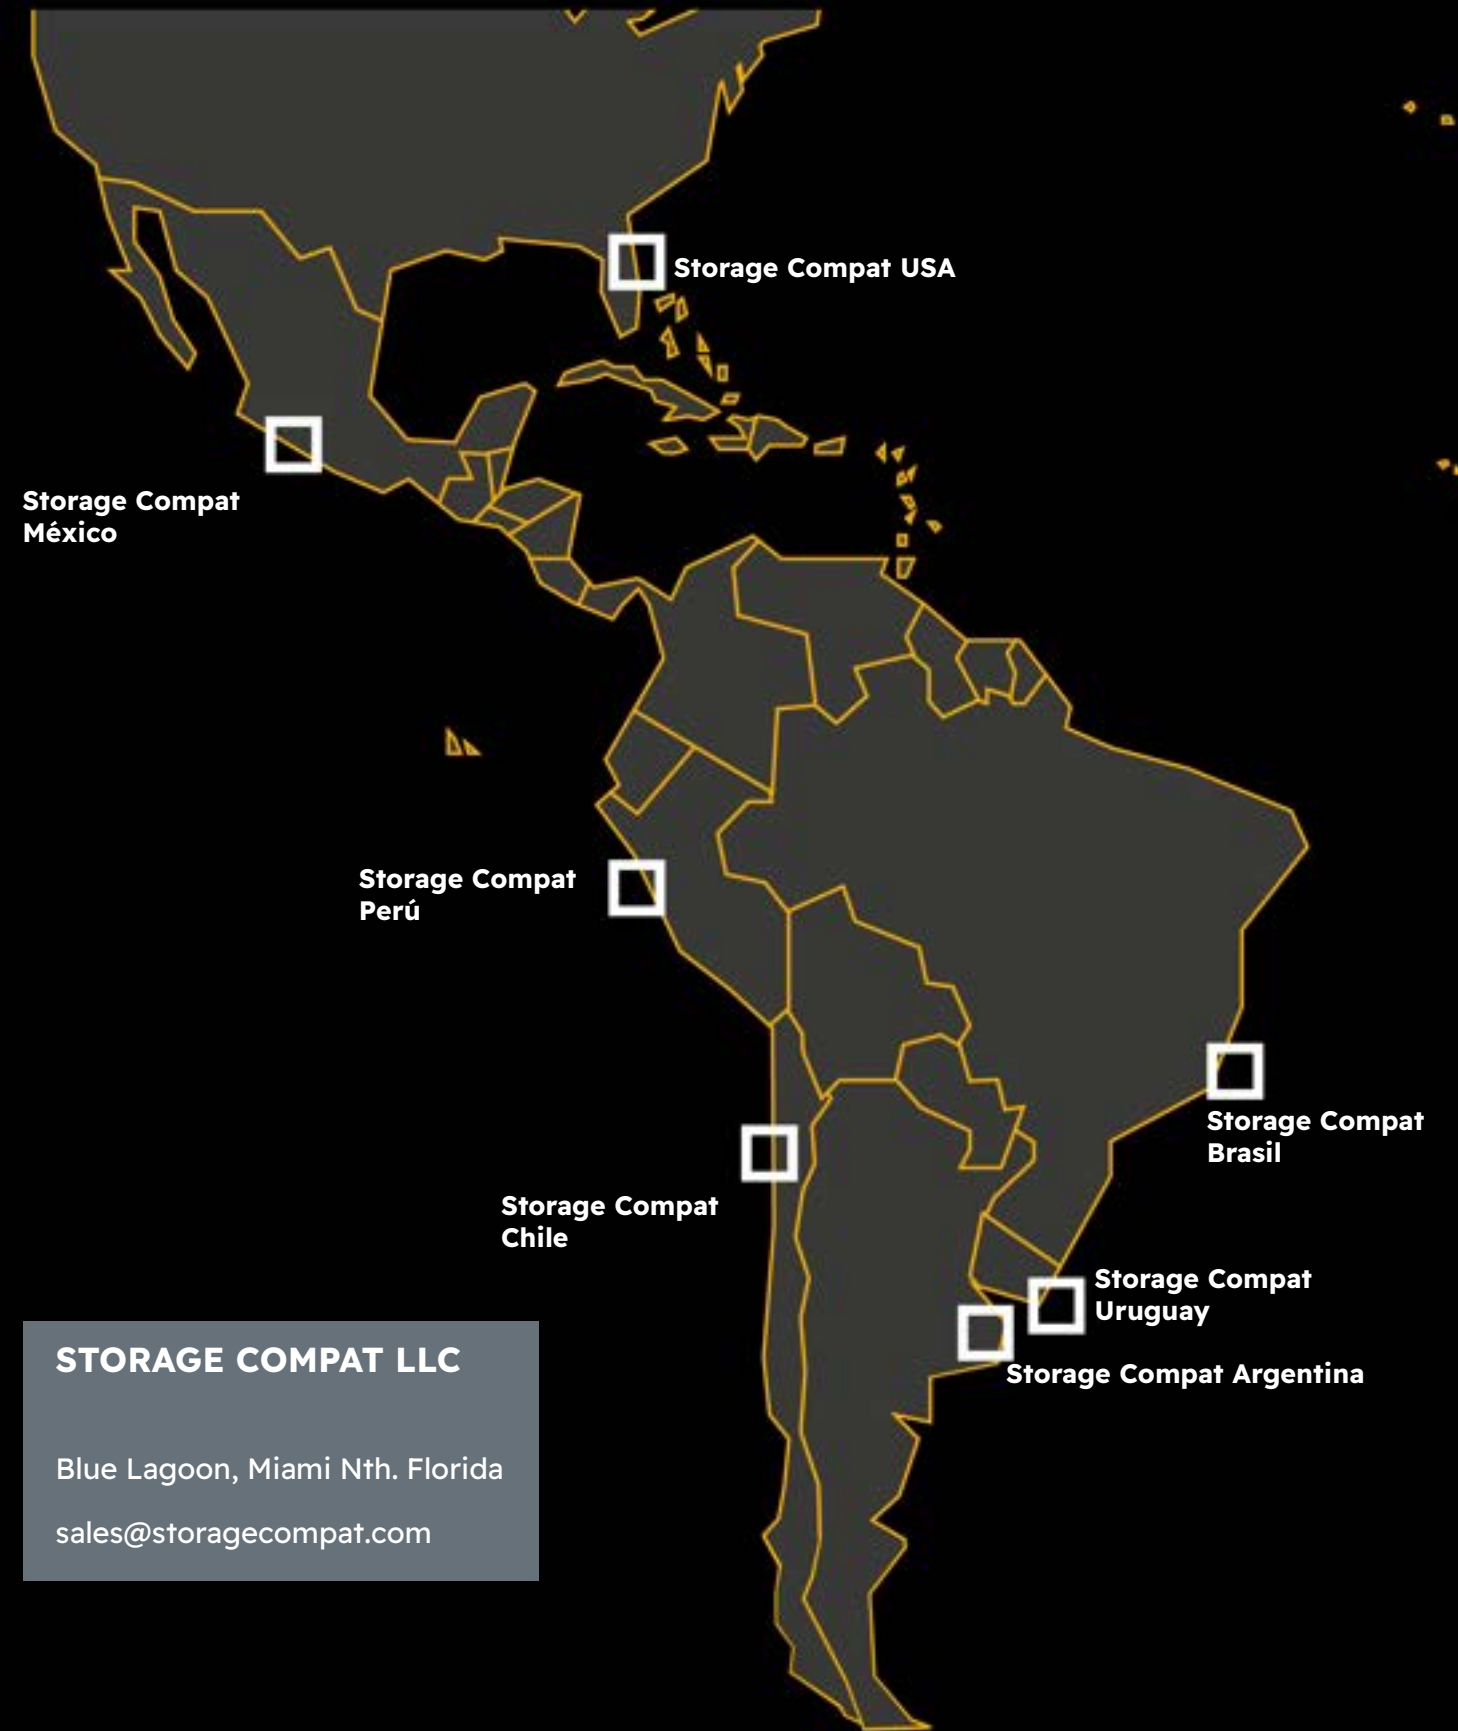 Storage Compat USA
Storage Compat
México
Storage Compat
Perú
Storage Compat
Brasil
Storage Compat
Chile
Storage Compat
Uruguay
Storage Compat Argentina
STORAGE COMPAT LLC
Blue Lagoon, Miami Nth. Florida
sales@storagecompat.com